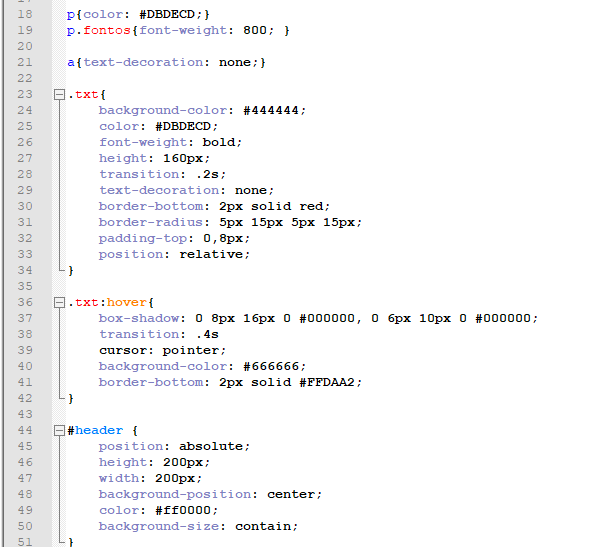 18 p{color: #DBDECD;}
19 p.fontos{font-weight: 800; }
20
21 a{text-decoration: none;}
22
23 .txt{
24 background-color: #444444;
25 color: #DBDECD;
26 font-weight: bold;
27 height: 160px;
28 transition: .2s;
29 text-decoration: none;
30 border-bottom: 2px solid red;
31 border-radius: 5px 15px 5px 15px;
32 padding-top: 0,8px;
33 position: relative;
34 }
35
36 .txt:hover{
37 box-shadow: 0 8px 16px 0 #000000, 0 6px 10px 0 #000000;
38 transition: .4s
39 cursor: pointer;
40 background-color: #666666;
41 border-bottom: 2px solid #FFDAA2;
42 }
43
44 #header {
45 position: absolute;
46 height: 200px;
47 width: 200px;
48 background-position: center;
49 color: #ff0000;
50 background-size: contain;
51 }